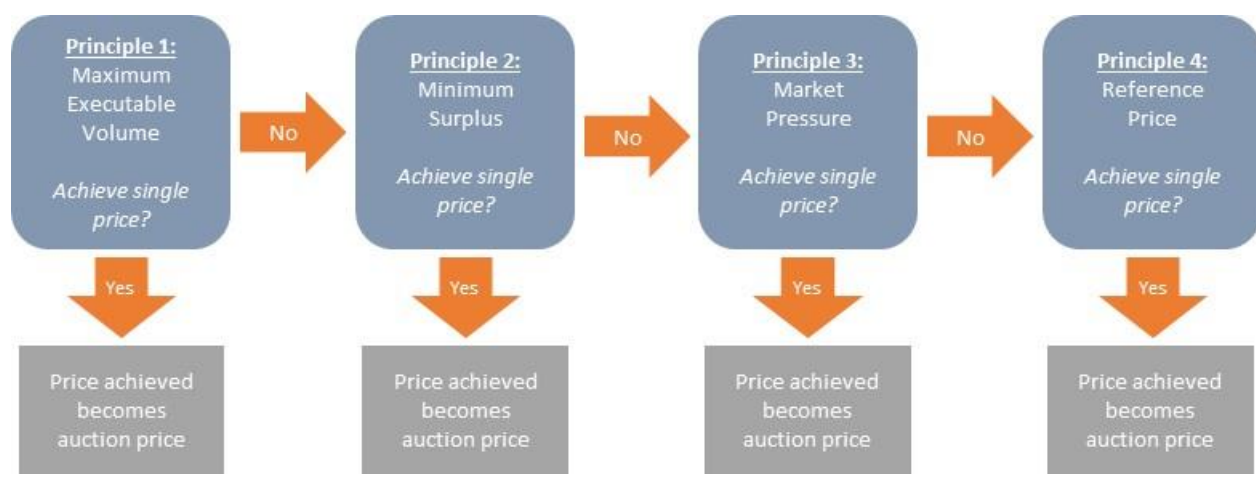 Principle 1:
Maximum
Executable
Volume
Achieve single
price?
No
Principle 2:
Minimum
Surplus
Achieve single
price?
No
Principle 3:
Market
Pressure
Achieve single
price?
No
Principle 4:
Reference
Price
Achieve single
price?
Yes
Yes
Yes
Yes
Price achieved
becomes
auction price
Price achieved
becomes
auction price
Price achieved
becomes
auction price
Price achieved
becomes
auction price